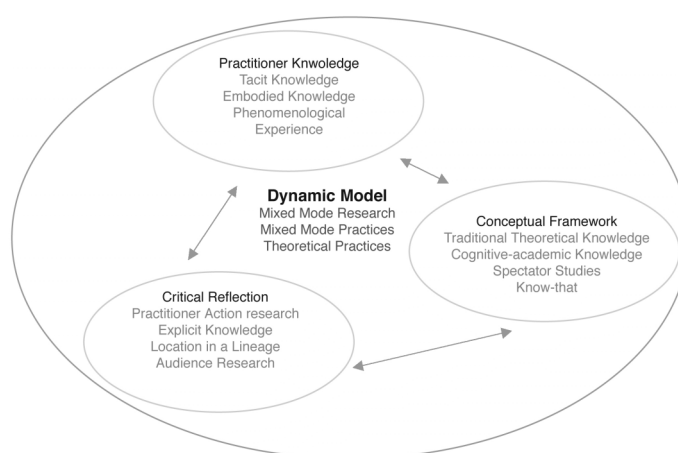 Practitioner Knwoledge
Tacit Knowledge
Embodied Knowledge
Phenomenological
Experience
Dynamic Model
Mixed Mode Research
Mixed Mode Practices
Theoretical Practices
Conceptual Framework
Traditional Theoretical Knowledge
Cognitive-academic Knowledge
Spectator Studies
Know-that
Critical Reflection
Practitioner Action research
Explicit Knowledge
Location in a Lineage
Audience Research